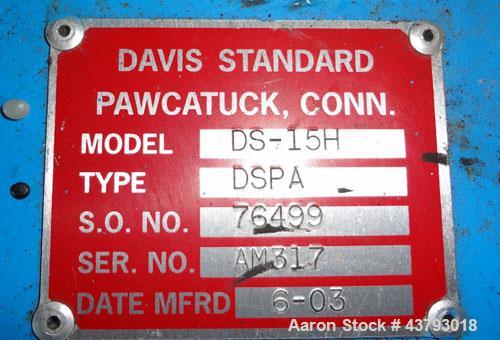 DAVIS STANDARD
PAWCATUCK, CONN.
MODEL DS-15H
TYPE DSPA
S.O. NO. 76499
SER. NO. AM317
DATE MFRD 6-03
Aaron Stock # 43793018